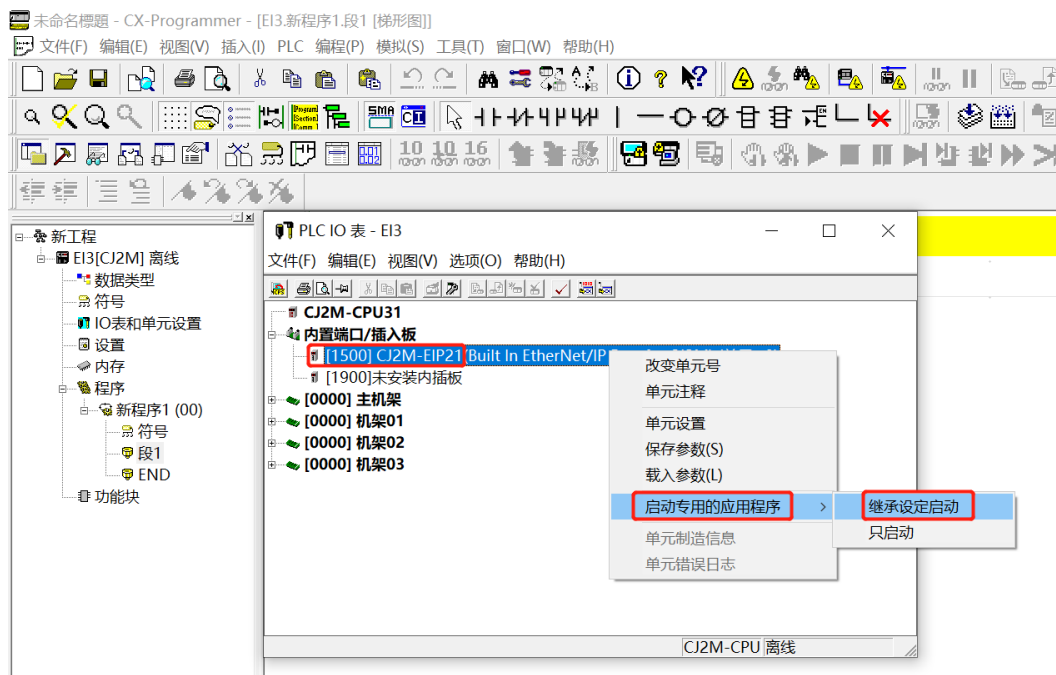 未命名標題 - CX-Programmer - [EI3.新程序1.段1 [梯形图]]
文件(F) 编辑(E) 视图(V) 插入(I) PLC 编程(P) 模拟(S) 工具(T) 窗口(W) 帮助(H)
SMA
CI
10 10 16
新工程
EI3[CJ2M] 离线
数据类型
符号
IO表和单元设置
设置
内存
程序
新程序1 (00)
符号
段1
END
功能块
PLC IO 表 - EI3
文件(F) 编辑(E) 视图(V) 选项(O) 帮助(H)
CJ2M-CPU31
内置端口/插入板
[1500] CJ2M-EIP21(Built In EtherNet/IP
[1900]未安装内插板
[0000] 主机架
[0000] 机架01
[0000] 机架02
[0000] 机架03
改变单元号
单元注释
单元设置
保存参数(S)
载入参数(L)
启动专用的应用程序
单元制造信息
单元错误日志
继承设定启动
只启动
CJ2M-CPU 离线